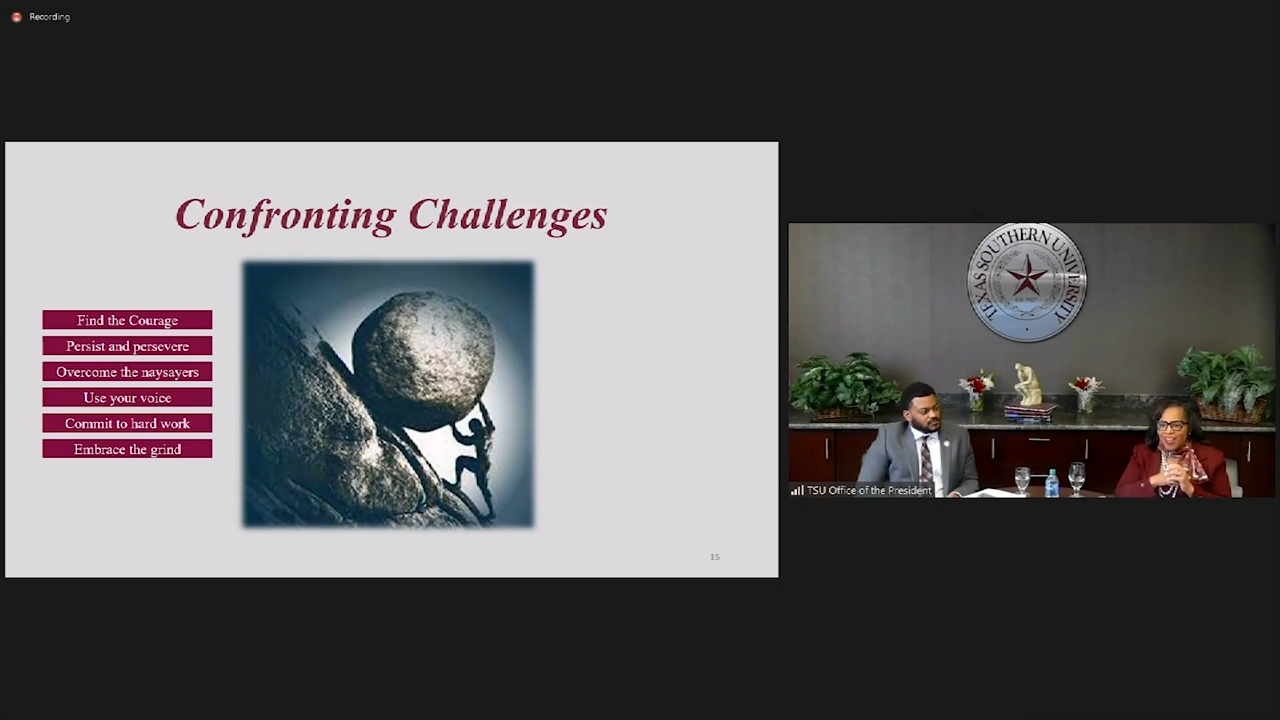 Recording
Confronting Challenges
Find the Courage
Persist and persevere
Overcome the naysayers
Use your voice
Commit to hard work
Embrace the grind
15
TEXAS SOUTHERN UNIVERSITY
TSU Office of the President